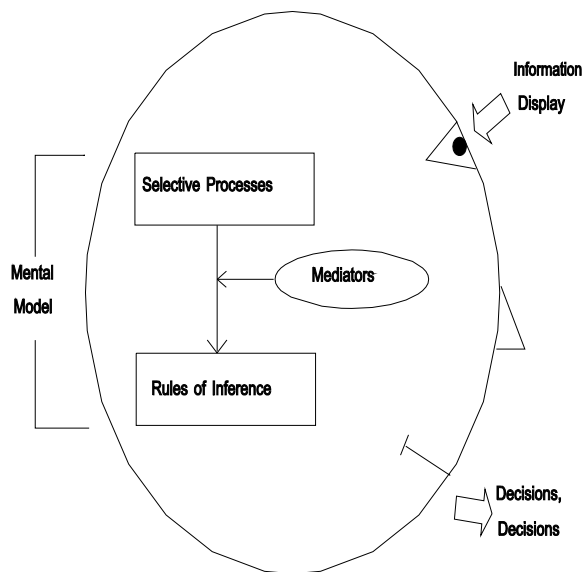 Information
Display
Selective Processes
Mental
Model
Mediators
Rules of Inference
Decisions,
Decisions